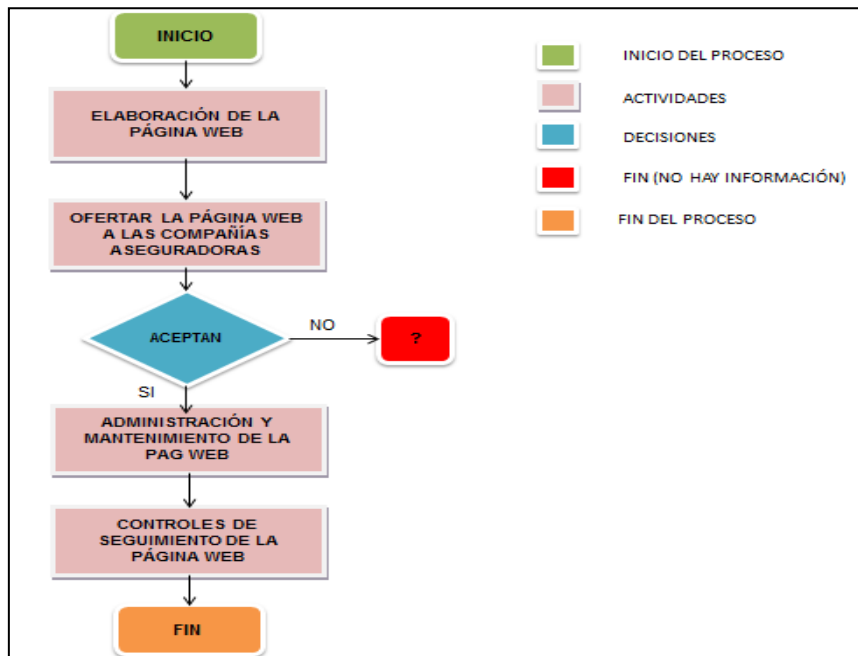 INICIO
ELABORACIÓN DE LA
PÁGINA WEB
OFERTAR LA PÁGINA WEB
A LAS COMPAÑÍAS
ASEGURADORAS
ACEPTAN
NO
?
SI
ADMINISTRACIÓN Y
MANTENIMIENTO DE LA
PAG WEB
CONTROLES DE
SEGUIMIENTO DE LA
PÁGINA WEB
FIN
INICIO DEL PROCESO
ACTIVIDADES
DECISIONES
FIN (NO HAY INFORMACIÓN)
FIN DEL PROCESO